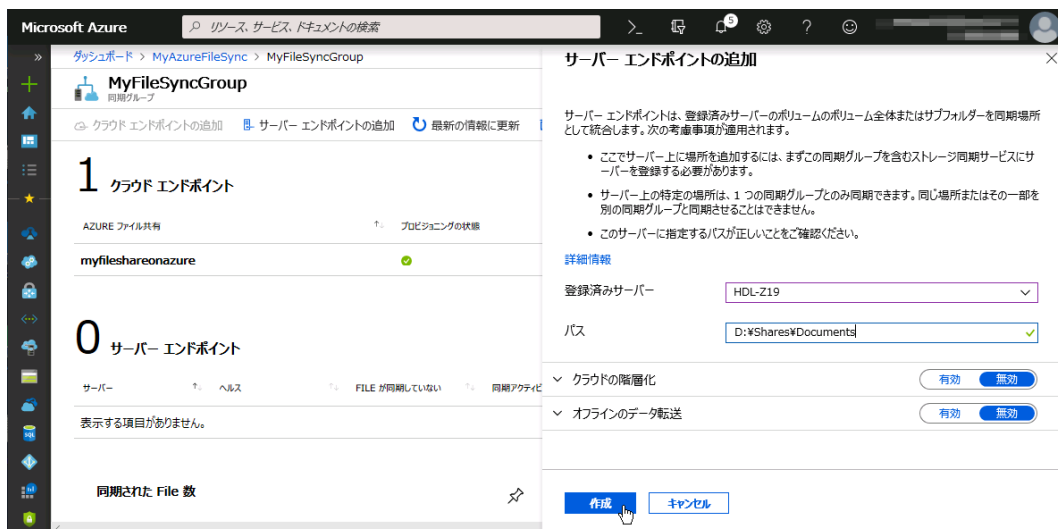 Microsoft Azure
リソース、サービス、ドキュメントの検索
5
ダッシュボード > MyAzureFileSync > MyFileSyncGroup
MyFileSyncGroup
同期グループ
クラウド エンドポイントの追加
サーバー エンドポイントの追加
最新の情報に更新
1 クラウド エンドポイント
AZURE ファイル共有
プロビジョニングの状態
myfileshareonazure
0 サーバー エンドポイント
サーバー
ヘルス
FILE が同期していない
同期アクティビ
表示する項目がありません。
同期された File 数
サーバー エンドポイントの追加
サーバー エンドポイントは、登録済みサーバーのボリュームのボリューム全体またはサブフォルダーを同期場所
として統合します。次の考慮事項が適用されます。
• ここでサーバー上に場所を追加するには、まずこの同期グループを含むストレージ同期サービスにサ
ーバーを登録する必要があります。
• サーバー上の特定の場所は、1 つの同期グループとのみ同期できます。同じ場所またはその一部を
別の同期グループと同期させることはできません。
• このサーバーに指定するパスが正しいことをご確認ください。
詳細情報
登録済みサーバー
HDL-Z19
パス
D:¥Shares¥Documents
クラウドの階層化
有効
無効
オフラインのデータ転送
有効
無効
作成
キャンセル
SQL